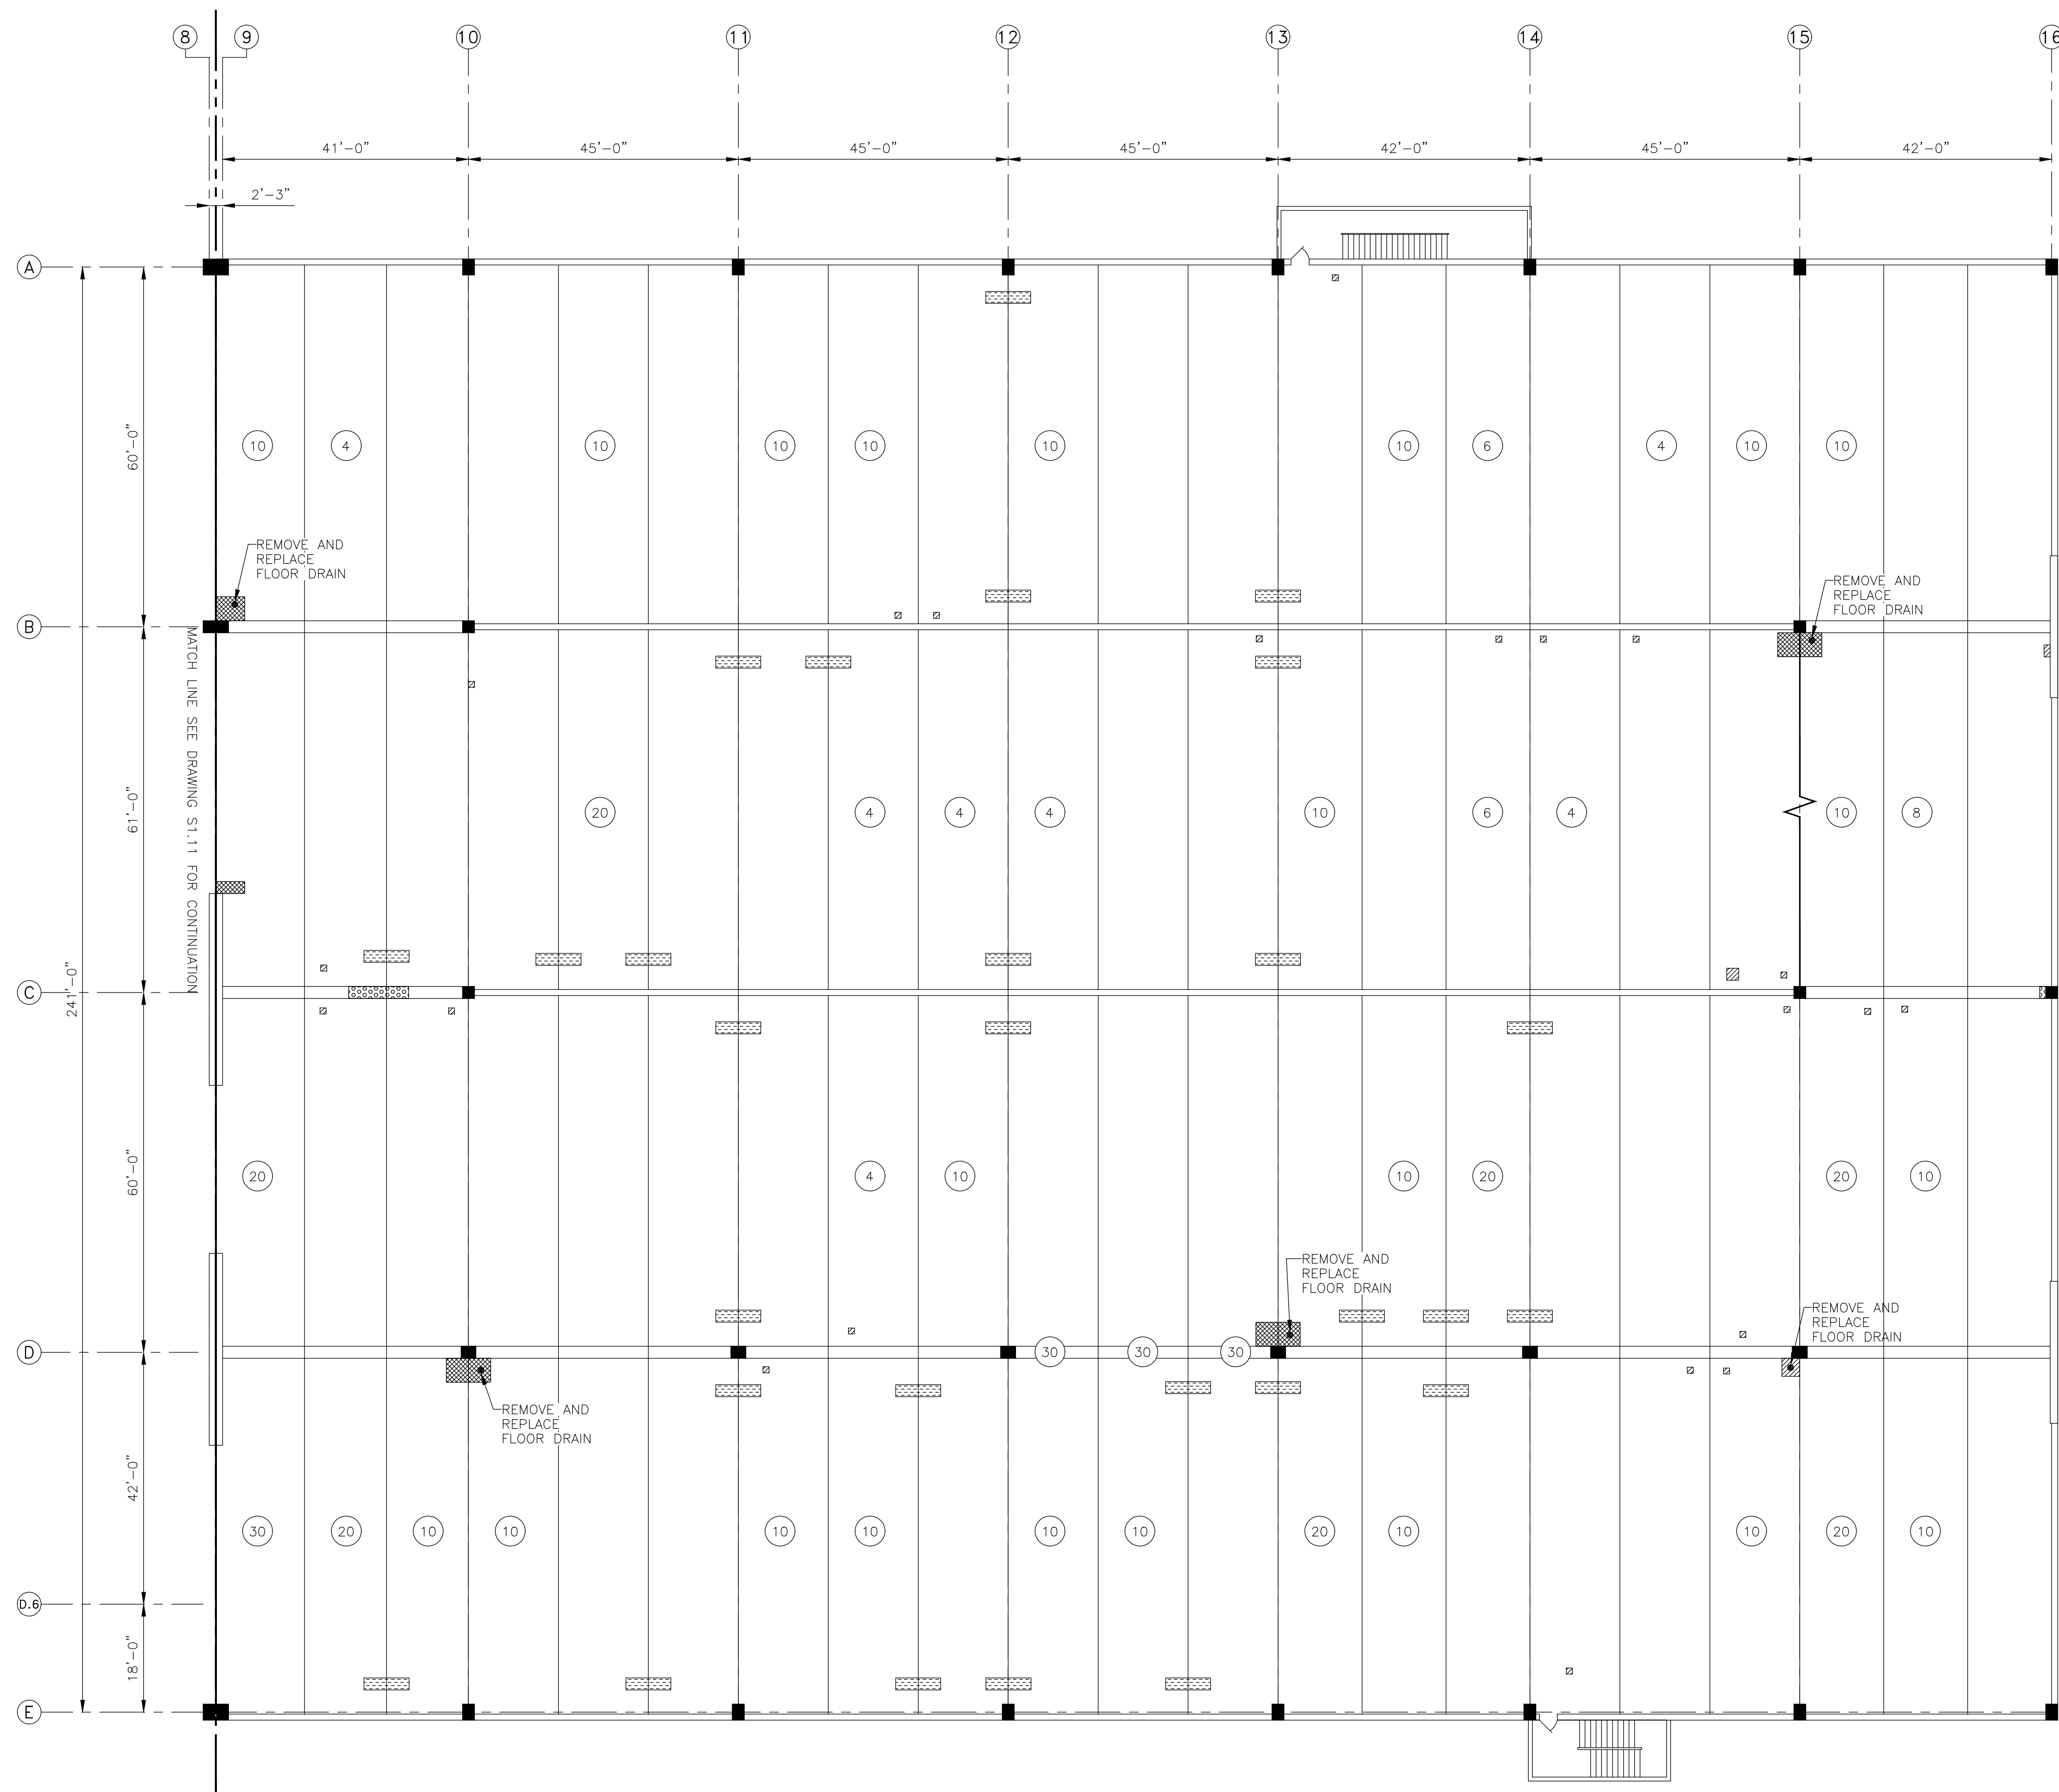 8 9 10 11 12 13 14 15 16
41'-0" 45'-0" 45'-0" 45'-0" 42'-0" 45'-0" 42'-0"
2'-3"
A
10 4 10 10 10 10 10 6 4 10 10
60'-0"
REMOVE AND
REPLACE
FLOOR DRAIN
REMOVE AND
REPLACE
FLOOR DRAIN
B
MATCH LINE SEE DRAWING S1.11 FOR CONTINUATION
61'-0"
20 4 4 4 10 6 4 10 8
241'-0"
C
60'-0"
20 4 10 10 20 20 10
REMOVE AND
REPLACE
FLOOR DRAIN
REMOVE AND
REPLACE
FLOOR DRAIN
D
30 30 30
REMOVE AND
REPLACE
FLOOR DRAIN
42'-0"
30 20 10 10 10 10 10 10 20 10 10 20 10
D.6
18'-0"
E